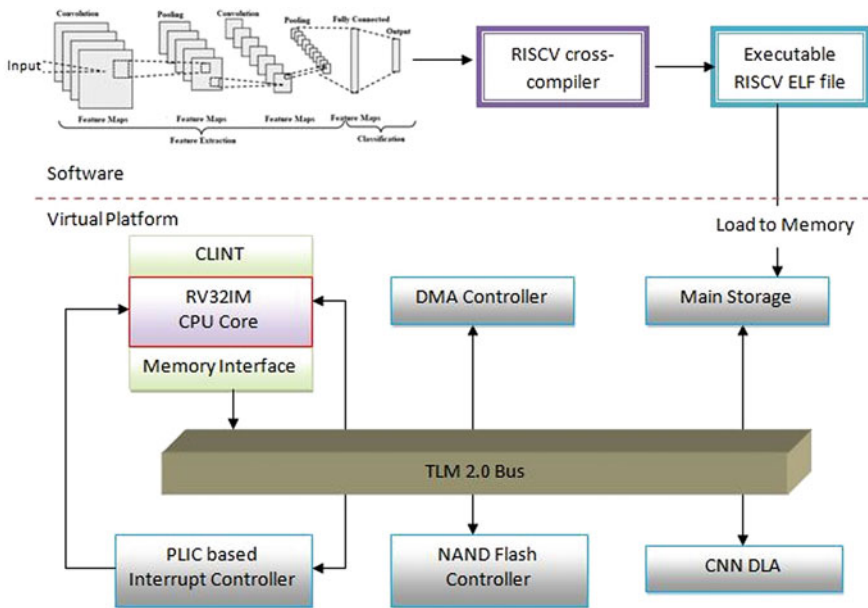 Convolution
Pooling
Convolution
Pooling
Fully Connected
Output
Input
Feature Maps
Feature Maps
Feature Maps
Feature Maps
Feature Extraction
Classification
RISCV cross-
compiler
Executable
RISCV ELF file
Software
Virtual Platform
Load to Memory
CLINT
RV32IM
CPU Core
Memory Interface
DMA Controller
Main Storage
TLM 2.0 Bus
PLIC based
Interrupt Controller
NAND Flash
Controller
CNN DLA